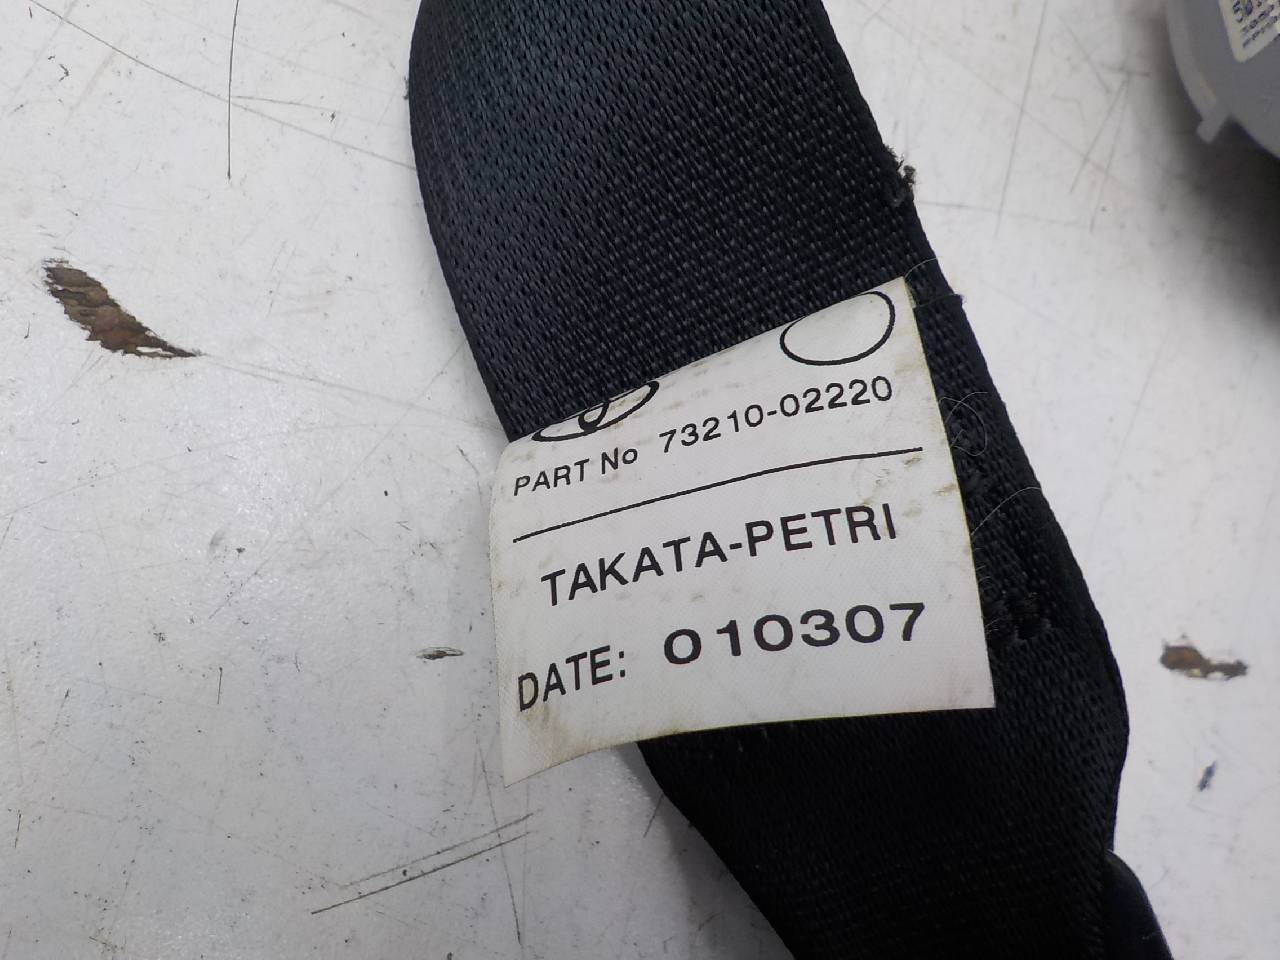 PART No 73210-02220
TAKATA-PETRI
DATE: 010307